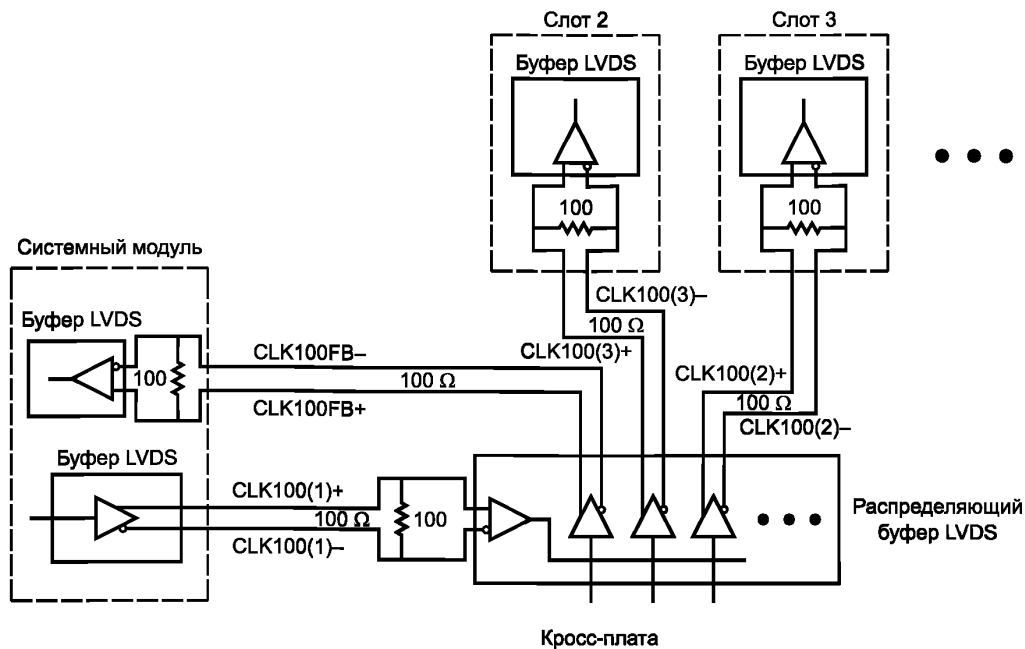 Слот 2
Слот 3
Буфер LVDS
Буфер LVDS
100
100
Системный модуль
CLK100(3)–
100 Ω
CLK100(3)+
Буфер LVDS
100
CLK100FB–
100 Ω
CLK100FB+
CLK100(2)+
100 Ω
CLK100(2)–
Буфер LVDS
CLK100(1)+
100 Ω
CLK100(1)–
100
Распределяющий
буфер LVDS
Кросс-плата